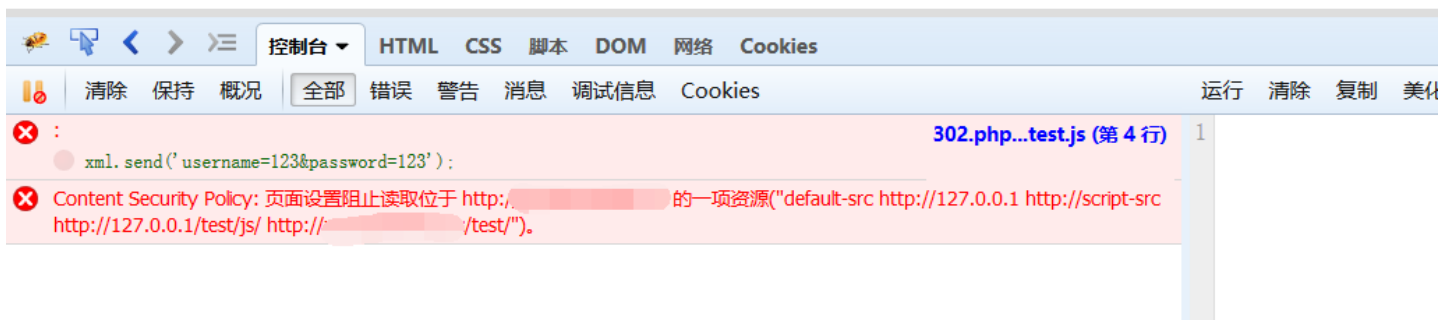 控制台 HTML CSS 脚本 DOM 网络 Cookies
清除 保持 概况 全部 错误 警告 消息 调试信息 Cookies 运行 清除 复制 美化
: 302.php...test.js (第 4 行) 1
xml.send('username=123&password=123');
Content Security Policy: 页面设置阻止读取位于 http:/ 的一项资源("default-src http://127.0.0.1 http://script-src
http://127.0.0.1/test/js/ http:// /test/")。